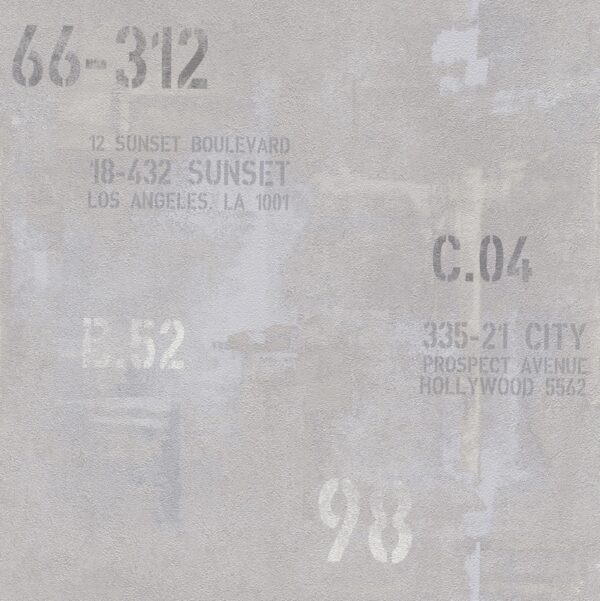 66-312
12 SUNSET BOULEVARD
18-432 SUNSET
LOS ANGELES, LA 1001
C.04
B.52
335-21 CITY
PROSPECT AVENUE
HOLLYWOOD 5562
98